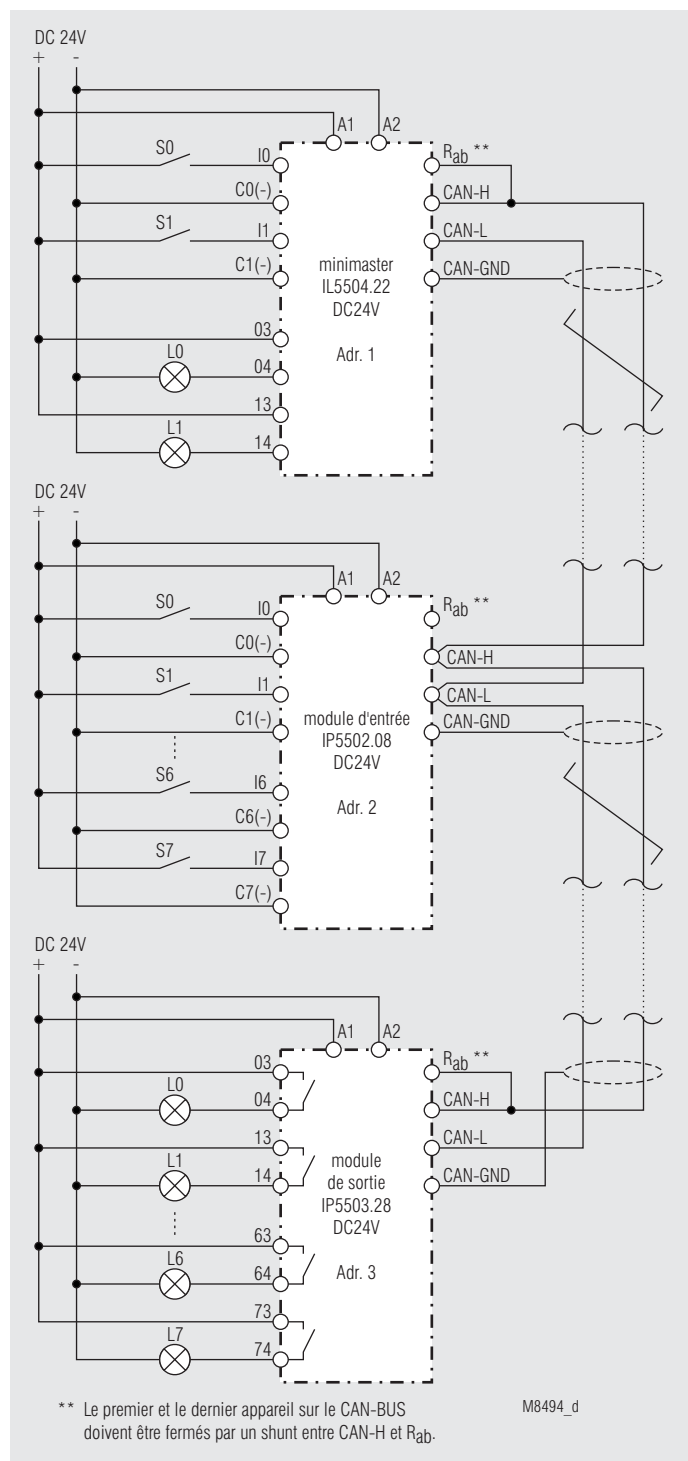 DC 24V
+ -
A1 A2
S0 I0 Rab **
C0(-) CAN-H
S1 I1 CAN-L
C1(-) CAN-GND
minimaster
IL5504.22
DC24V
Adr. 1
03
L0 04
13
L1 14
DC 24V
+ -
A1 A2
S0 I0 Rab **
C0(-) CAN-H
S1 I1 CAN-L
C1(-) CAN-GND
module d'entrée
IP5502.08
DC24V
Adr. 2
S6 I6
C6(-)
S7 I7
C7(-)
DC 24V
+ -
A1 A2
03 Rab **
L0 04 CAN-H
13 CAN-L
L1 14 CAN-GND
module
de sortie
IP5503.28
DC24V
Adr. 3
63
L6 64
73
L7 74
** Le premier et le dernier appareil sur le CAN-BUS
doivent être fermés par un shunt entre CAN-H et Rab.
M8494_d